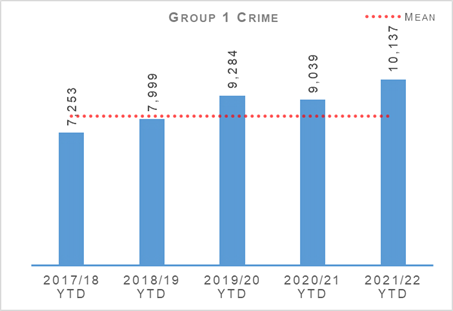 GROUP 1 CRIME
MEAN
7,253
7,999
9,284
9,039
10,137
2017/18 YTD
2018/19 YTD
2019/20 YTD
2020/21 YTD
2021/22 YTD